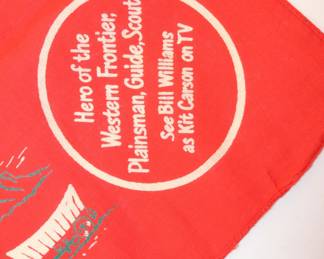 Hero of the
Western Frontier,
Plainsman, Guide, Scout
See Bill Williams
as Kit Carson on TV